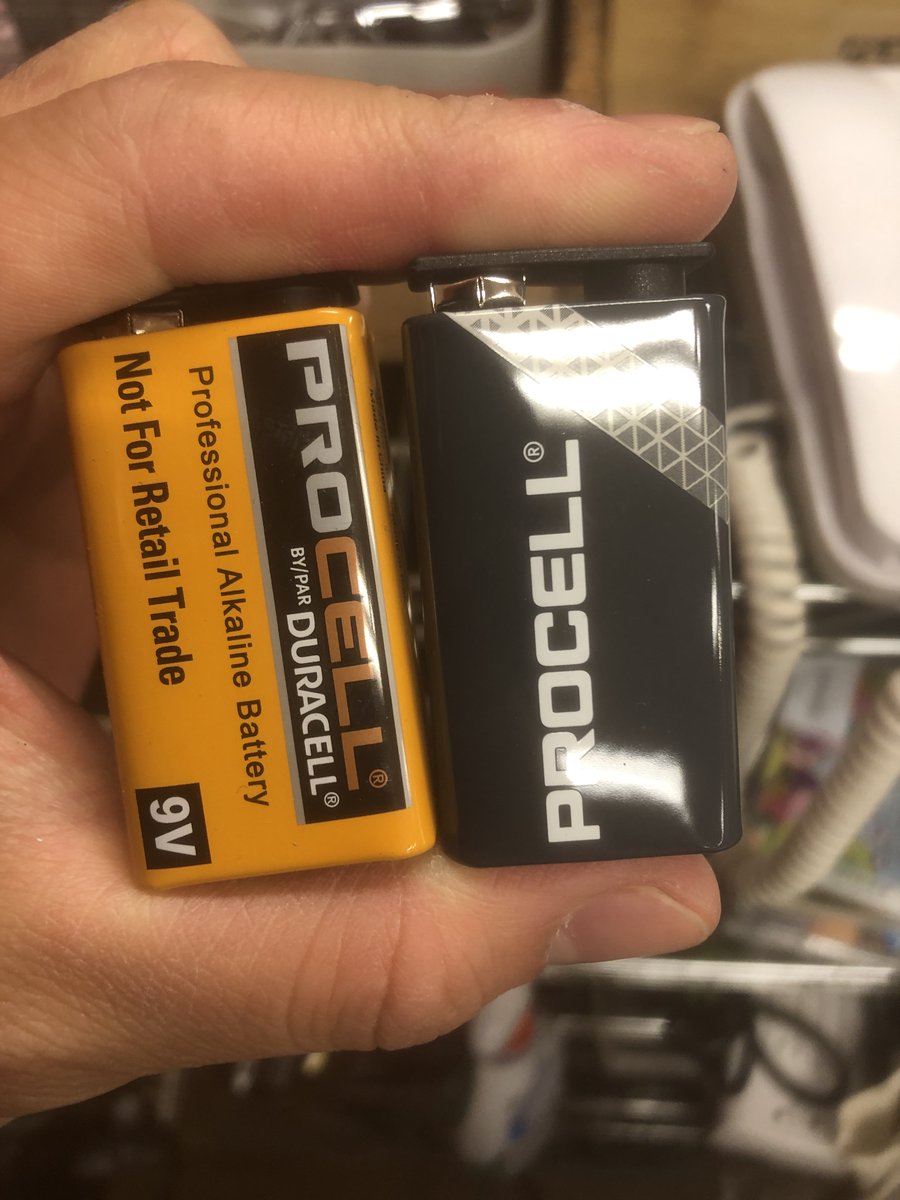 PROCELL®
BY/PAR DURACELL®
Professional Alkaline Battery
Not For Retail Trade
9V
PROCELL®